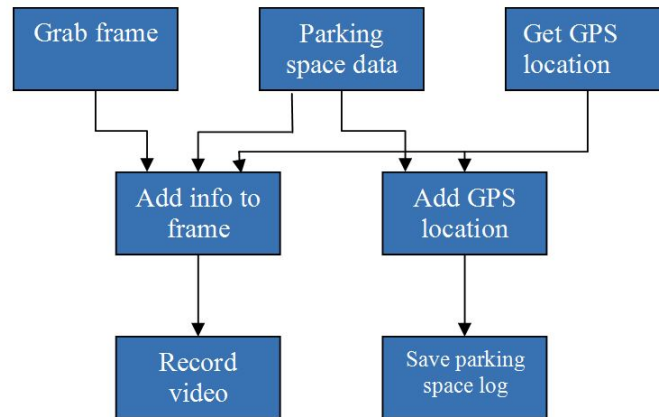 Grab frame
Parking
space data
Get GPS
location
Add info to
frame
Add GPS
location
Record
video
Save parking
space log